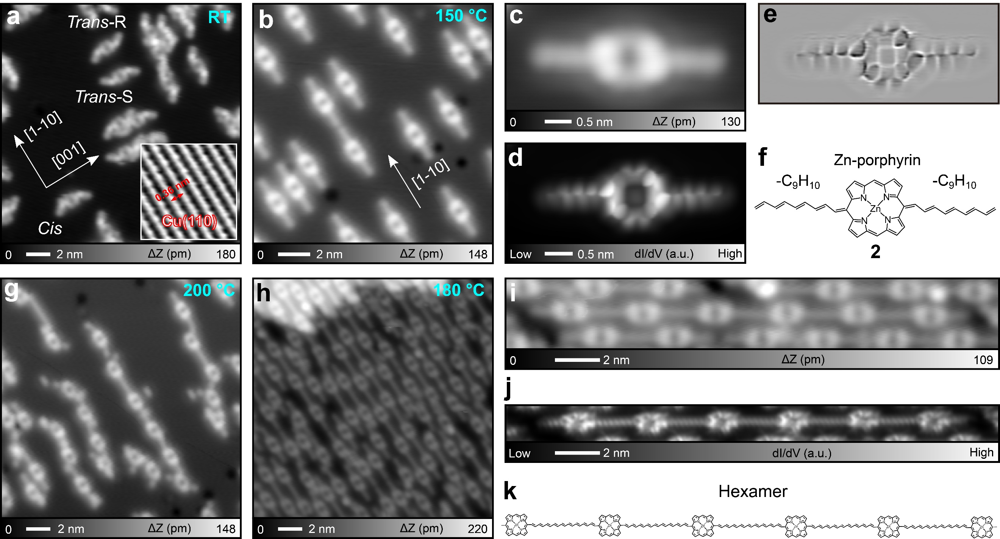 a
Trans-R
RT
Trans-S
[1-10]
[001]
0.36 nm
Cu(110)
Cis
0
2 nm
ΔZ (pm)
180
b
150 °C
[1-10]
0
2 nm
ΔZ (pm)
148
c
0
0.5 nm
ΔZ (pm)
130
d
Low
0.5 nm
dI/dV (a.u.)
High
e
f
Zn-porphyrin
-C9H10
-C9H10
N
N
Zn
N
N
2
g
200 °C
0
2 nm
ΔZ (pm)
148
h
180 °C
0
2 nm
ΔZ (pm)
220
i
0
2 nm
ΔZ (pm)
109
j
Low
2 nm
dI/dV (a.u.)
High
k
Hexamer